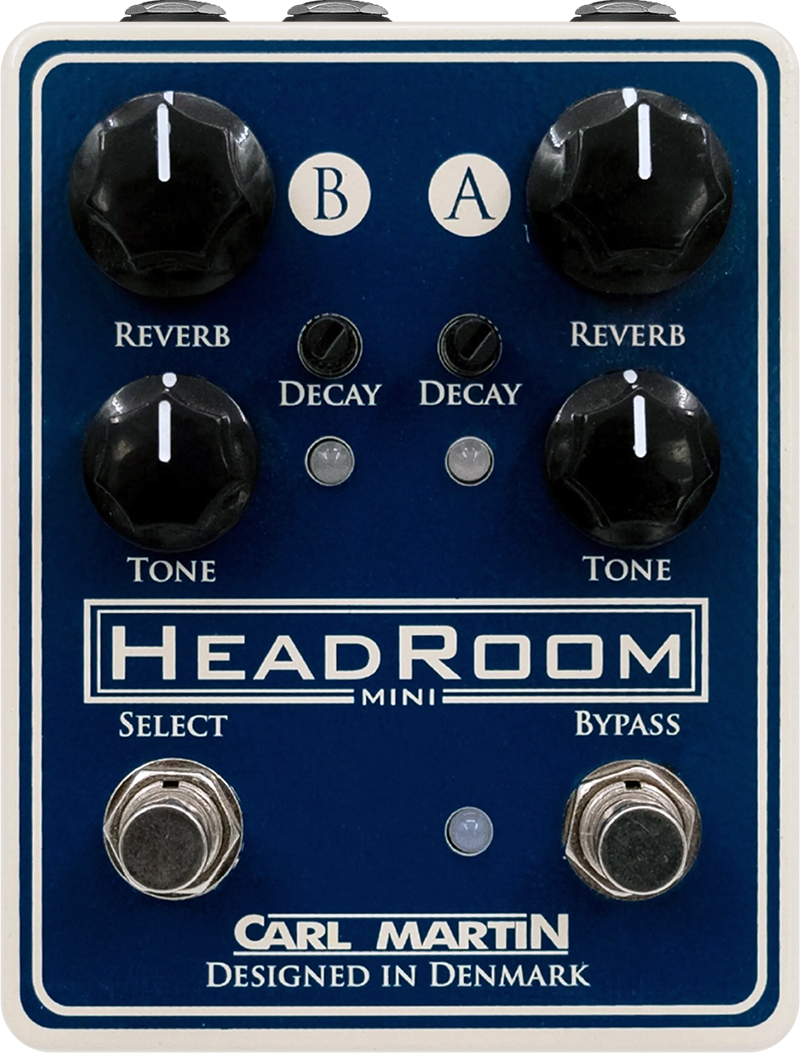 B A
REVERB REVERB
DECAY DECAY
TONE TONE
HEADROOM
MINI
SELECT BYPASS
CARL MARTIN
DESIGNED IN DENMARK